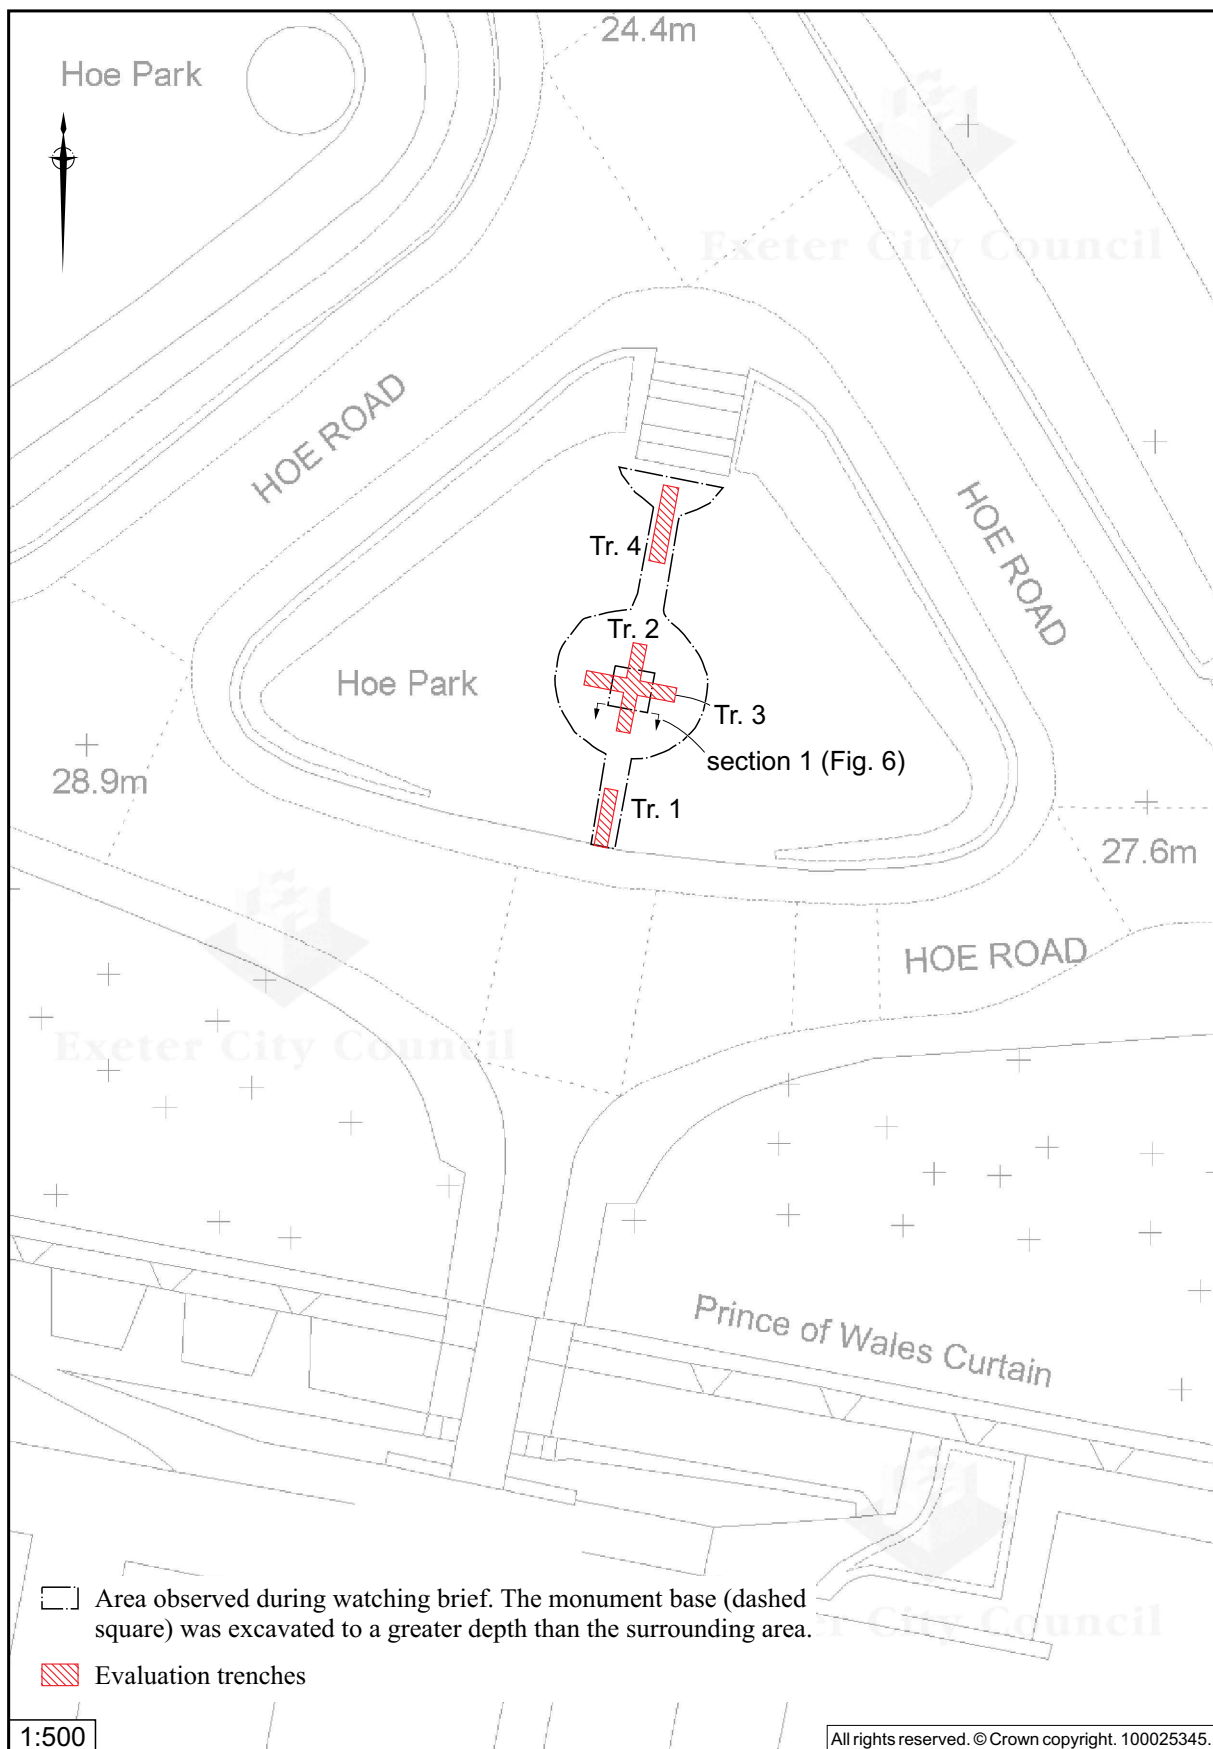 24.4m
Hoe Park
Exeter City Council
HOE ROAD
HOE ROAD
Tr. 4
Tr. 2
Hoe Park
Tr. 3
section 1 (Fig. 6)
28.9m
Tr. 1
27.6m
HOE ROAD
Exeter City Council
Prince of Wales Curtain
Area observed during watching brief. The monument base (dashed
square) was excavated to a greater depth than the surrounding area.
er City Council
Evaluation trenches
1:500
All rights reserved. © Crown copyright. 100025345.